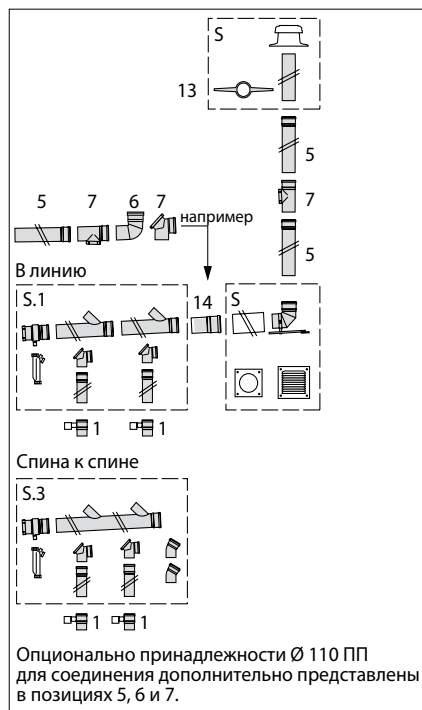 S
13
5
5 7 6 7
7
например
5
В линию
S.1
14
S
1 1
Спина к спине
S.3
1 1
Опционально принадлежности Ø 110 ПП
для соединения дополнительно представлены
в позициях 5, 6 и 7.